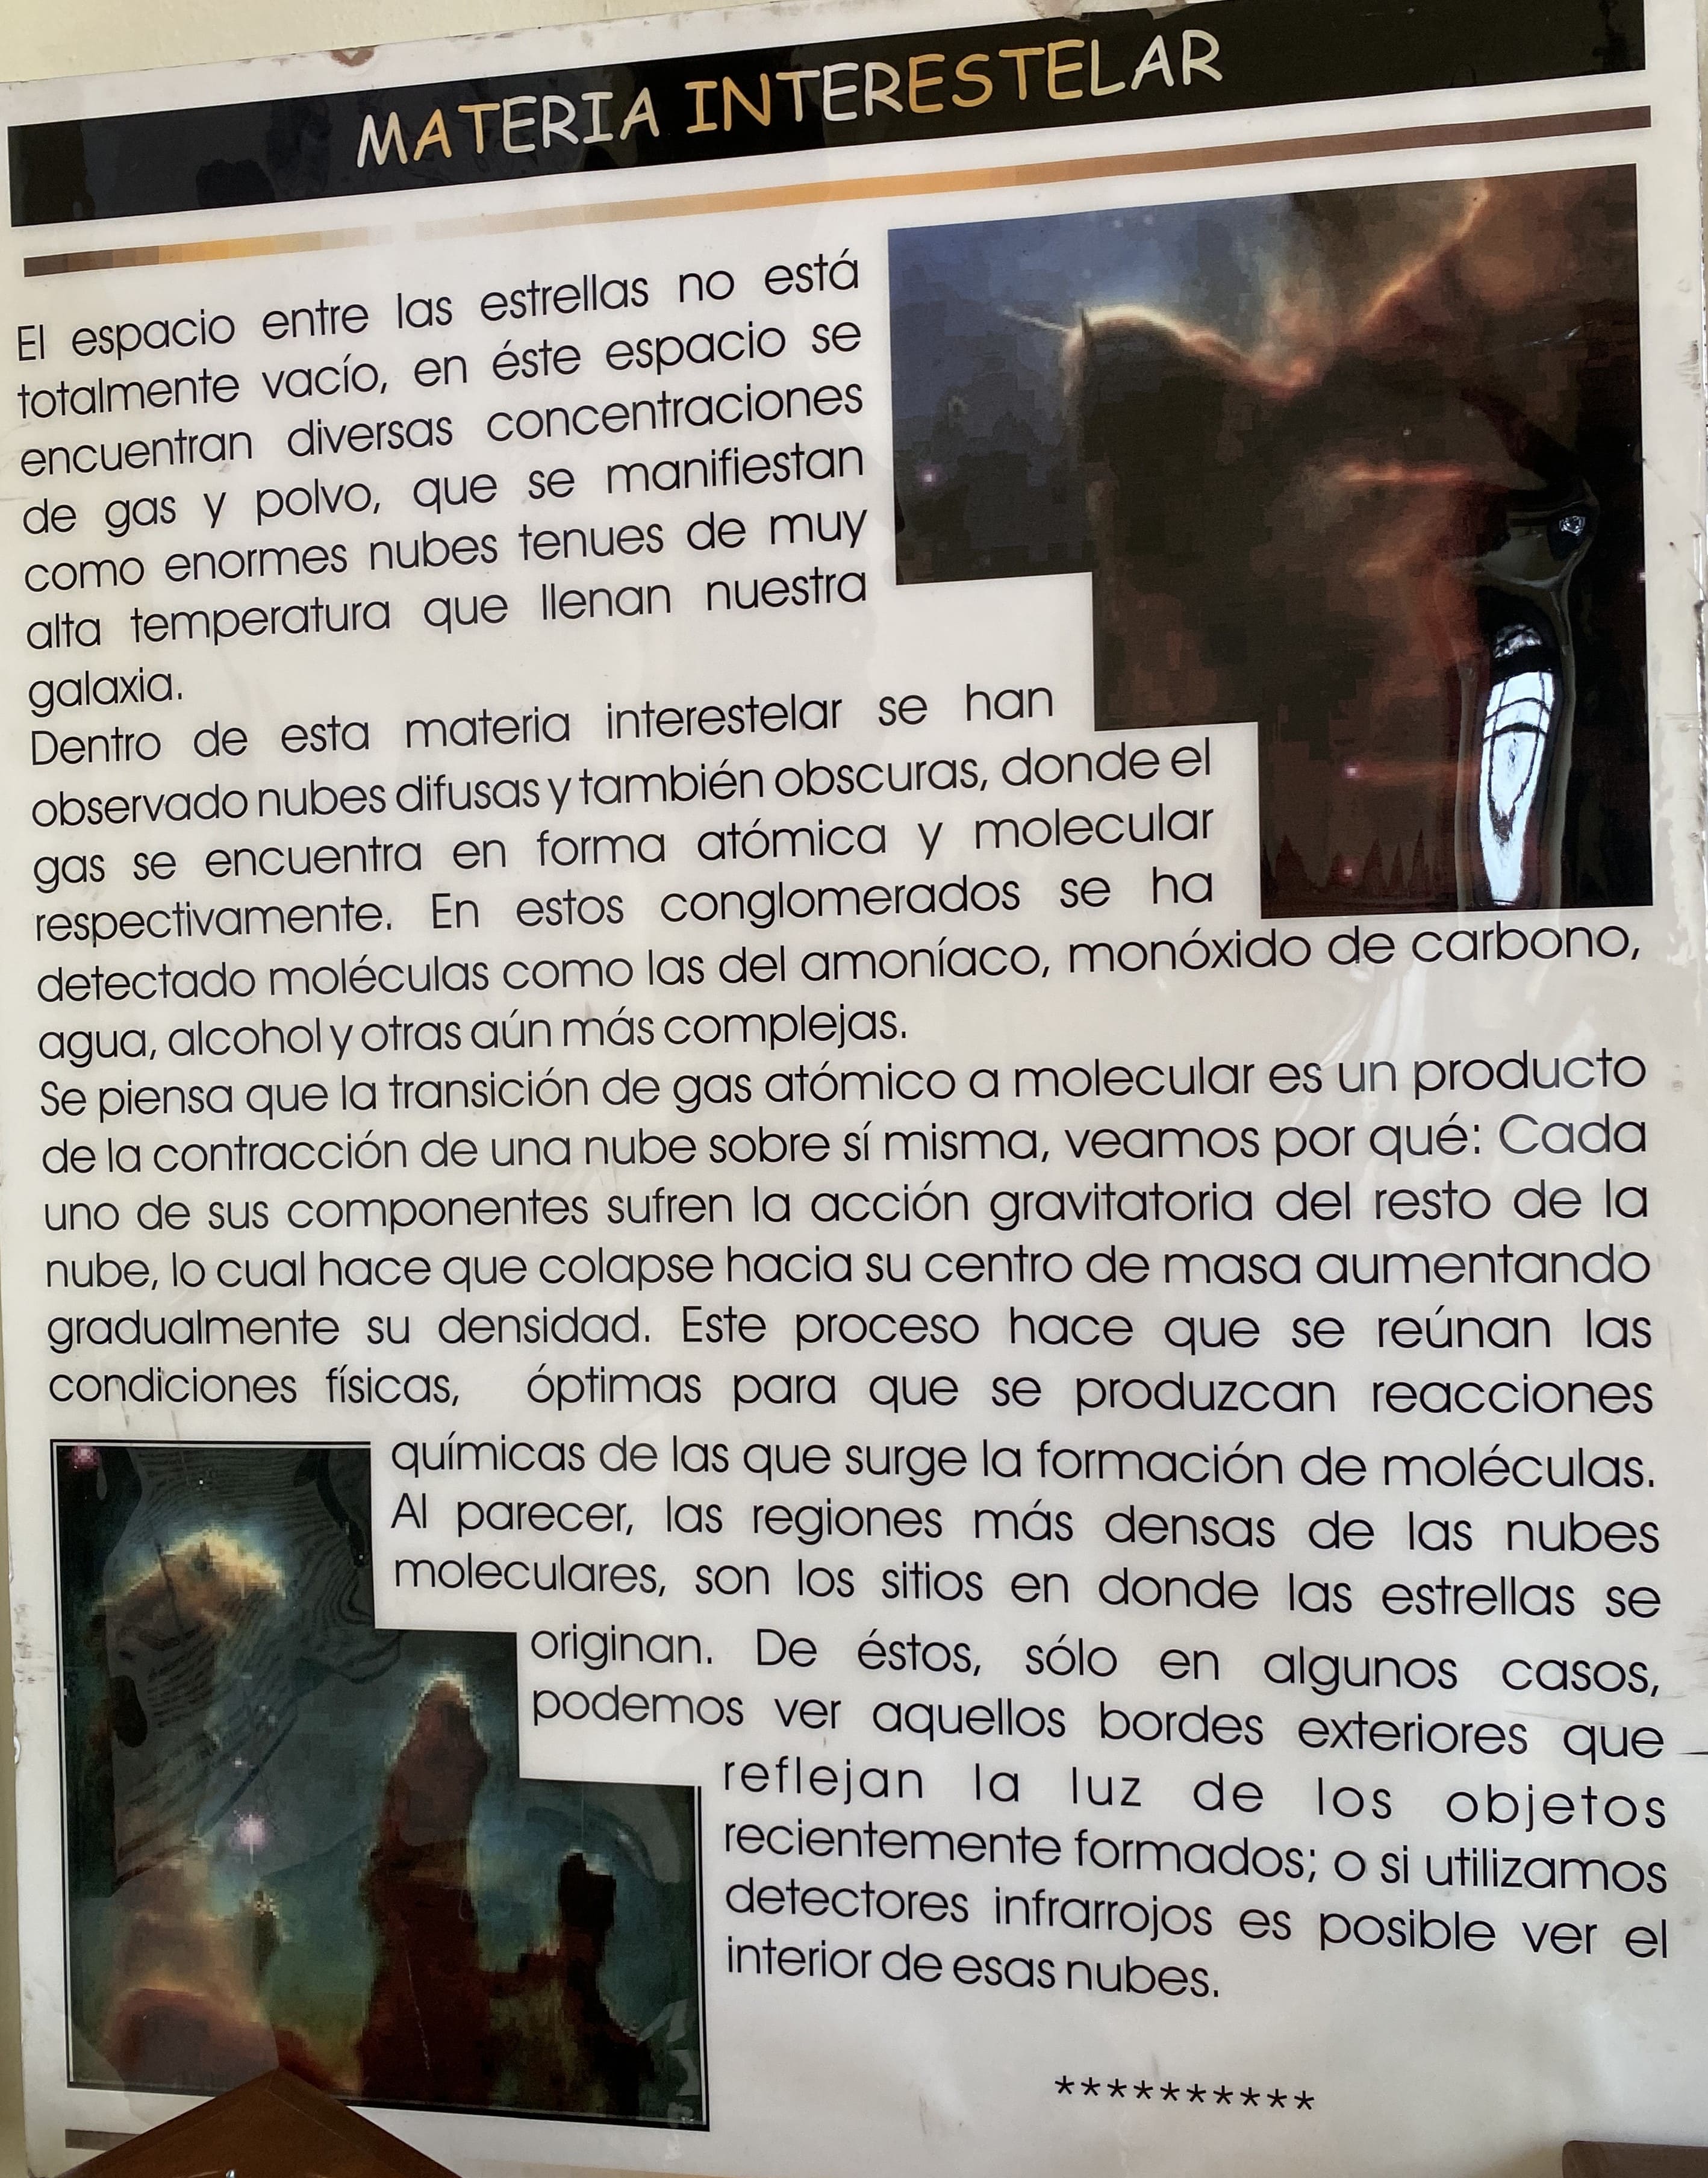 MATERIA INTERESTELAR
El espacio entre las estrellas no está
totalmente vacío, en éste espacio se
encuentran diversas concentraciones
de gas y polvo, que se manifiestan
como enormes nubes tenues de muy
alta temperatura que llenan nuestra
galaxia.
Dentro de esta materia interestelar se han
observado nubes difusas y también obscuras, donde el
gas se encuentra en forma atómica y molecular
respectivamente. En estos conglomerados se ha
detectado moléculas como las del amoníaco, monóxido de carbono,
agua, alcohol y otras aún más complejas.
Se piensa que la transición de gas atómico a molecular es un producto
de la contracción de una nube sobre sí misma, veamos por qué: Cada
uno de sus componentes sufren la acción gravitatoria del resto de la
nube, lo cual hace que colapse hacia su centro de masa aumentando
gradualmente su densidad. Este proceso hace que se reúnan las
condiciones físicas, óptimas para que se produzcan reacciones
químicas de las que surge la formación de moléculas.
Al parecer, las regiones más densas de las nubes
moleculares, son los sitios en donde las estrellas se
originan. De éstos, sólo en algunos casos,
podemos ver aquellos bordes exteriores que
reflejan la luz de los objetos
recientemente formados; o si utilizamos
detectores infrarrojos es posible ver el
interior de esas nubes.
**********